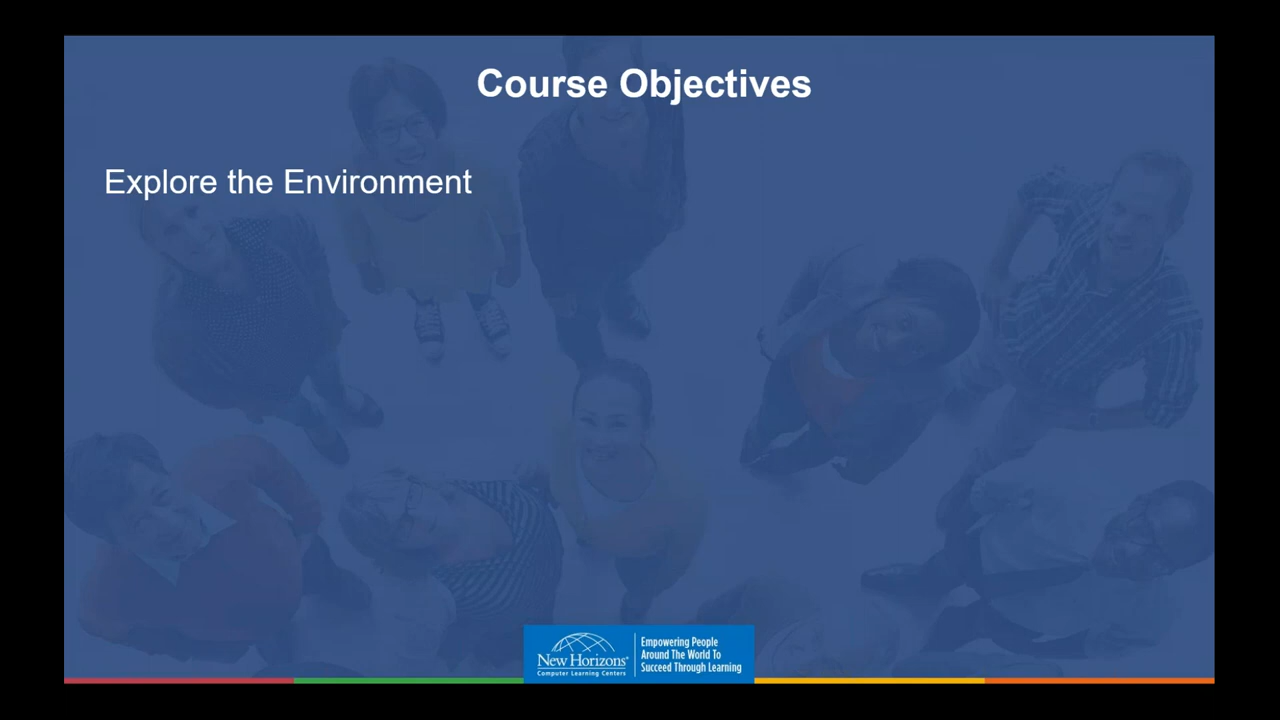 Course Objectives
Explore the Environment
New Horizons®
Computer Learning Centers
Empowering People
Around The World To
Succeed Through Learning